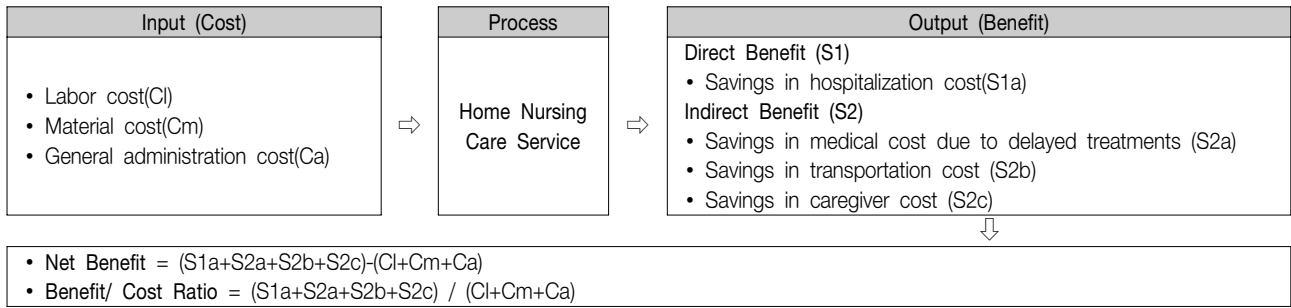 Input (Cost)
Process
Output (Benefit)
• Labor cost(Cl)
• Material cost(Cm)
• General administration cost(Ca)
⇨
Home Nursing
Care Service
⇨
Direct Benefit (S1)
• Savings in hospitalization cost(S1a)
Indirect Benefit (S2)
• Savings in medical cost due to delayed treatments (S2a)
• Savings in transportation cost (S2b)
• Savings in caregiver cost (S2c)
⇩
• Net Benefit = (S1a+S2a+S2b+S2c)-(Cl+Cm+Ca)
• Benefit/ Cost Ratio = (S1a+S2a+S2b+S2c) / (Cl+Cm+Ca)